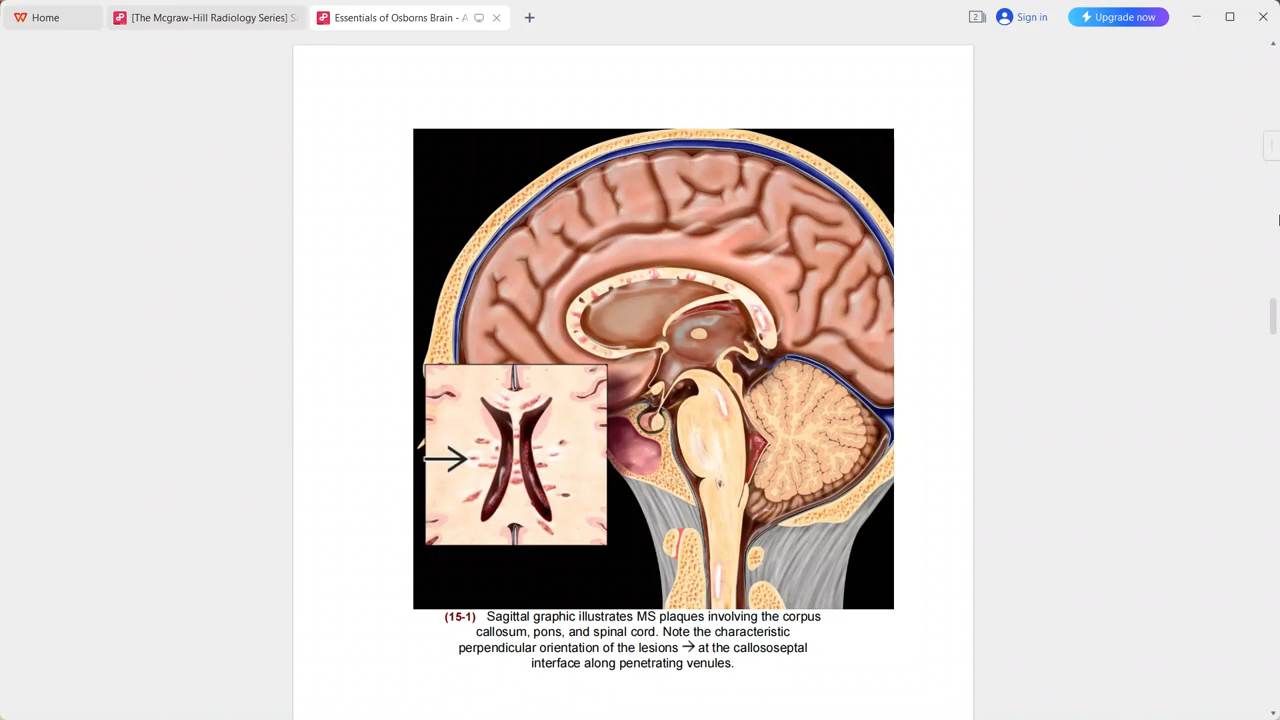 Home
[The Mcgraw-Hill Radiology Series] S
Essentials of Osborns Brain - A
2
Sign in
Upgrade now
(15-1) Sagittal graphic illustrates MS plaques involving the corpus
callosum, pons, and spinal cord. Note the characteristic
perpendicular orientation of the lesions → at the callososeptal
interface along penetrating venules.